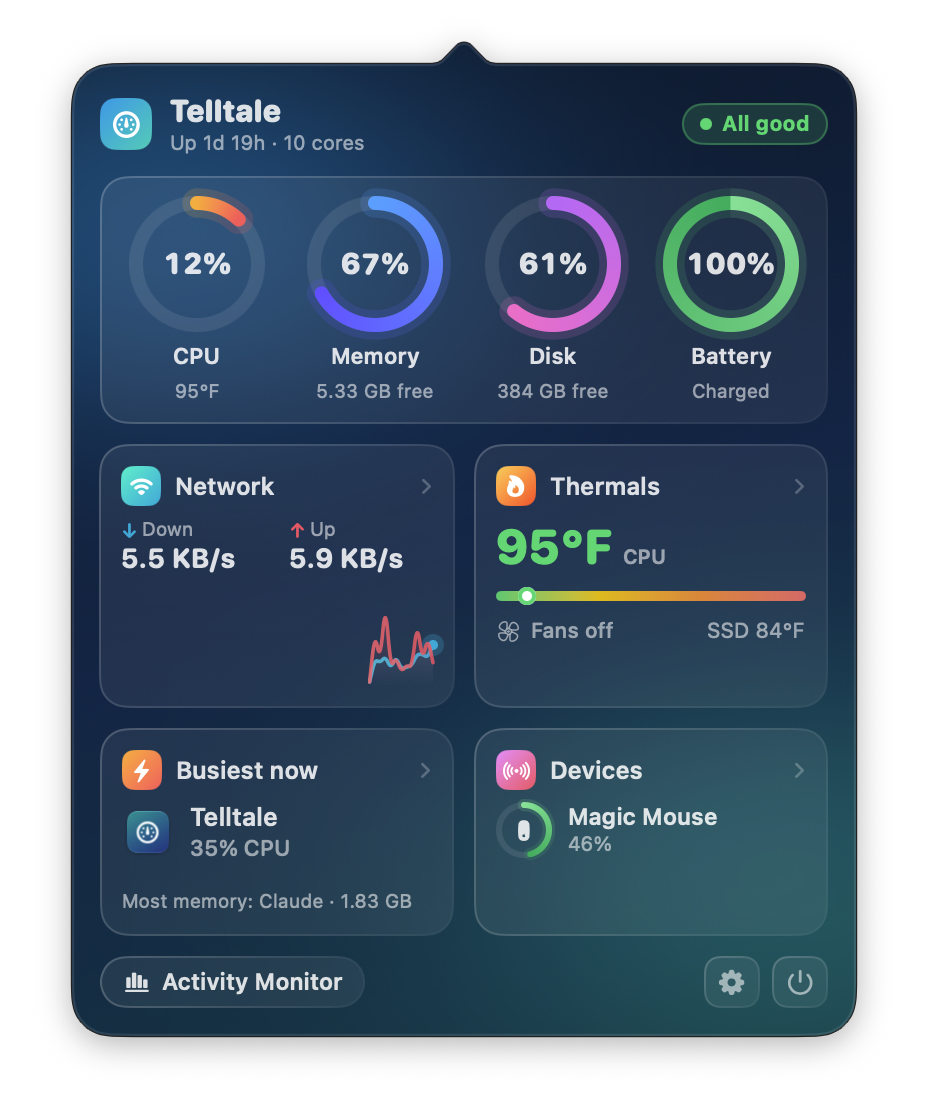 Telltale
Up 1d 19h · 10 cores
All good
12%
67%
61%
100%
CPU
Memory
Disk
Battery
95°F
5.33 GB free
384 GB free
Charged
Network
Down
Up
5.5 KB/s
5.9 KB/s
Thermals
95°F CPU
Fans off
SSD 84°F
Busiest now
Telltale
35% CPU
Most memory: Claude · 1.83 GB
Devices
Magic Mouse
46%
Activity Monitor